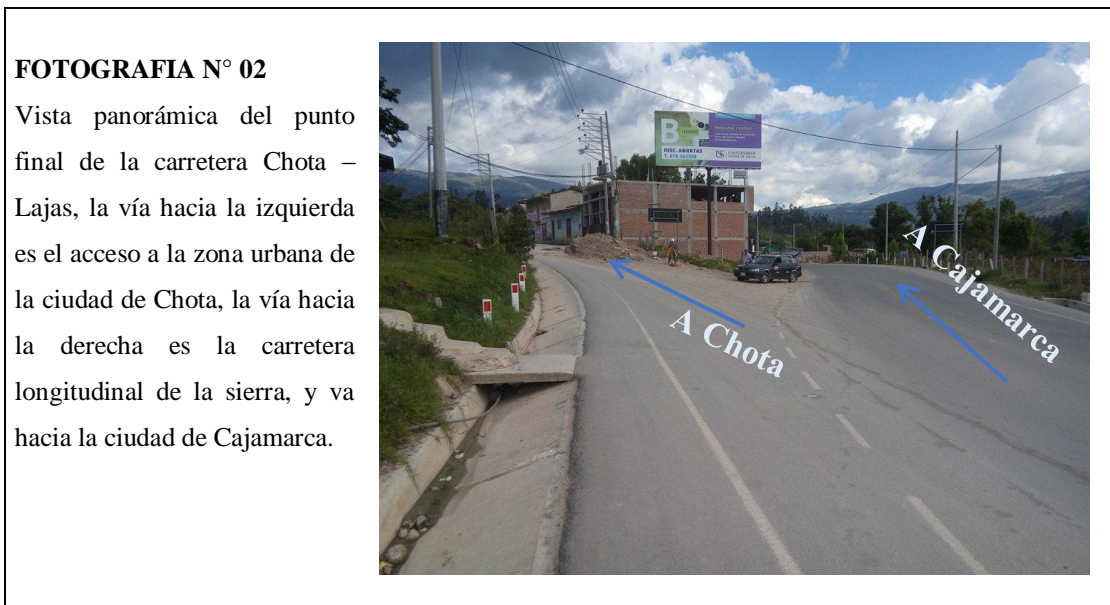 FOTOGRAFIA N° 02
Vista panorámica del punto
final de la carretera Chota –
Lajas, la vía hacia la izquierda
es el acceso a la zona urbana de
la ciudad de Chota, la vía hacia
la derecha es la carretera
longitudinal de la sierra, y va
hacia la ciudad de Cajamarca.
B
INSC. ABIERTAS
A Chota
A Cajamarca